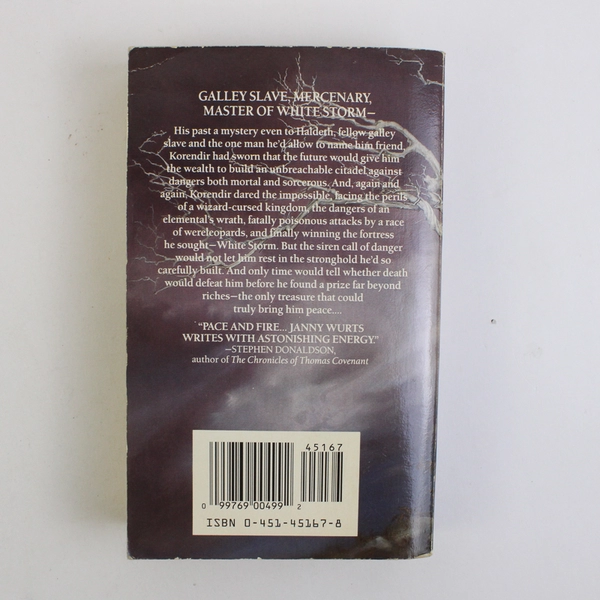 GALLEY SLAVE, MERCENARY,
MASTER OF WHITE STORM—
His past a mystery even to Haldeth, fellow galley
slave and the one man he'd allow to name him friend,
Korendir had sworn that the future would give him
the wealth to build an unbreachable citadel against
dangers both mortal and sorcerous. And, again and
again, Korendir dared the impossible, facing the perils
of a wizard-cursed kingdom, the dangers of an
elemental's wrath, fatally poisonous attacks by a race
of wereleopards, and finally winning the fortress
he sought—White Storm. But the siren call of danger
would not let him rest in the stronghold he'd so
carefully built. And only time would tell whether death
would defeat him before he found a prize far beyond
riches—the only treasure that could
truly bring him peace....
"PACE AND FIRE... JANNY WURTS
WRITES WITH ASTONISHING ENERGY."
—STEPHEN DONALDSON,
author of The Chronicles of Thomas Covenant
45167
0 99769 00499 2
ISBN 0-451-45167-8